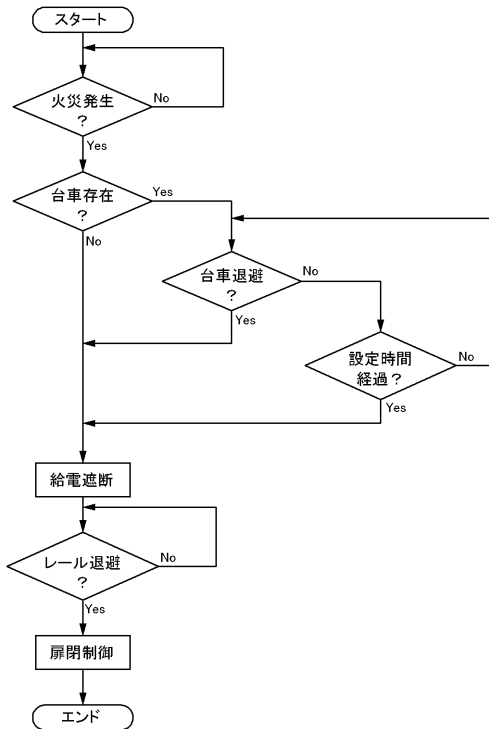 スタート
火災発生
?
No
Yes
台車存在
?
Yes
No
台車退避
?
No
Yes
設定時間
経過?
No
Yes
給電遮断
レール退避
?
No
Yes
扉閉制御
エンド